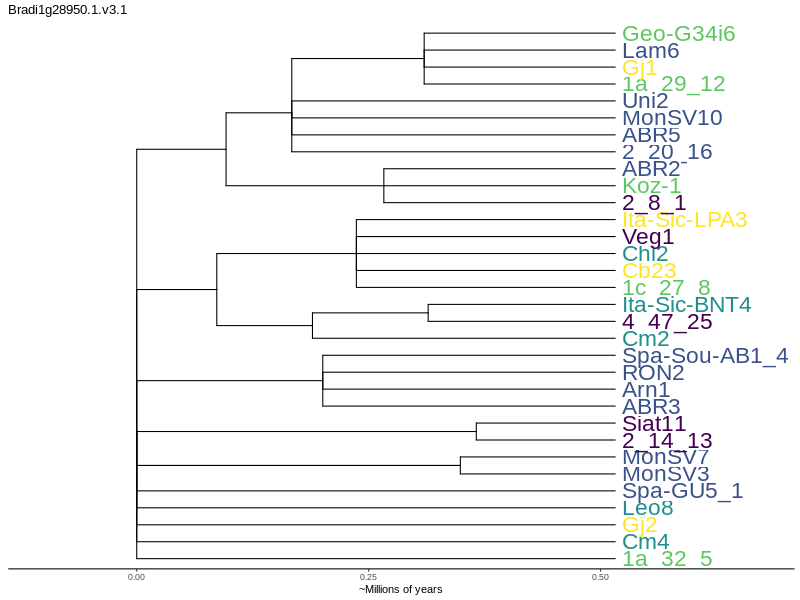 Bradi1g28950.1.v3.1
Geo-G34i6
Lam6
Gj1
1a_29_12
Uni2
MonSV10
ABR5
2_20_16
ABR2
Koz-1
2_8_1
Ita-Sic-LPA3
Veg1
Chi2
Cb23
1c_27_8
Ita-Sic-BNT4
4_47_25
Cm2
Spa-Sou-AB1_4
RON2
Arn1
ABR3
Siat11
2_14_13
MonSV7
MonSV3
Spa-GU5_1
Leo8
Gj2
Cm4
1a_32_5
0.00 0.25 0.50
~Millions of years